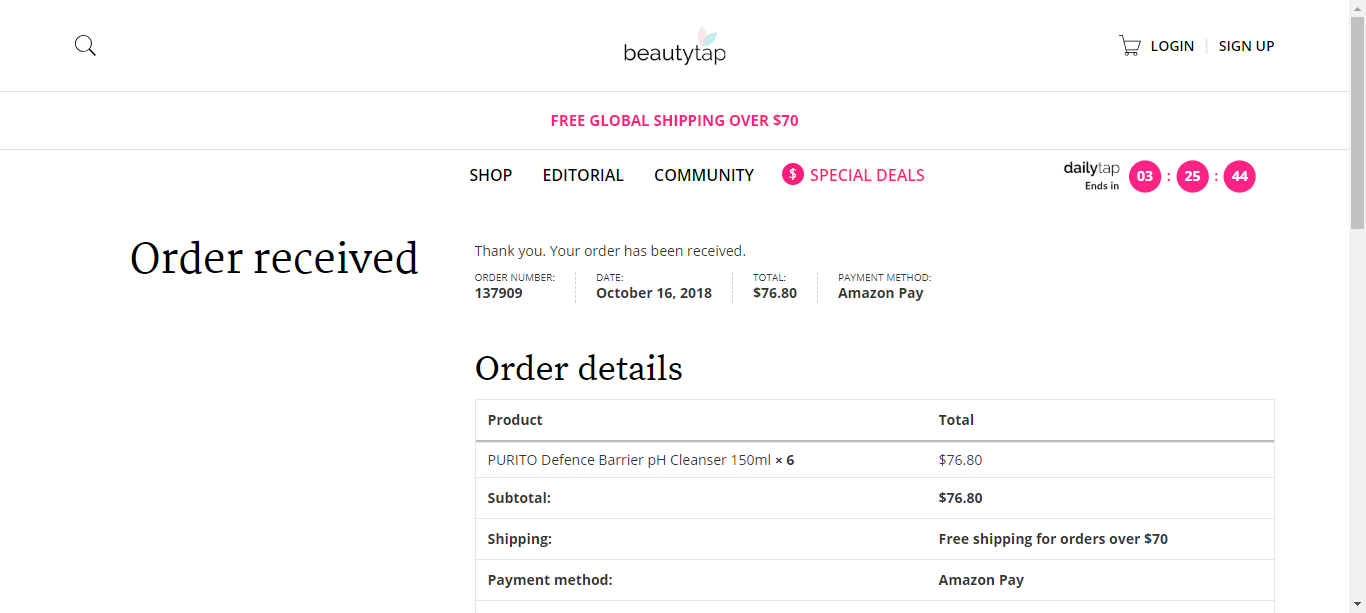 beautytap
LOGIN | SIGN UP
FREE GLOBAL SHIPPING OVER $70
SHOP EDITORIAL COMMUNITY $ SPECIAL DEALS
dailytap
Ends in
03 : 25 : 44
Order received
Thank you. Your order has been received.
ORDER NUMBER: DATE: TOTAL: PAYMENT METHOD:
137909 October 16, 2018 $76.80 Amazon Pay
Order details
Product Total
PURITO Defence Barrier pH Cleanser 150ml × 6 $76.80
Subtotal: $76.80
Shipping: Free shipping for orders over $70
Payment method: Amazon Pay